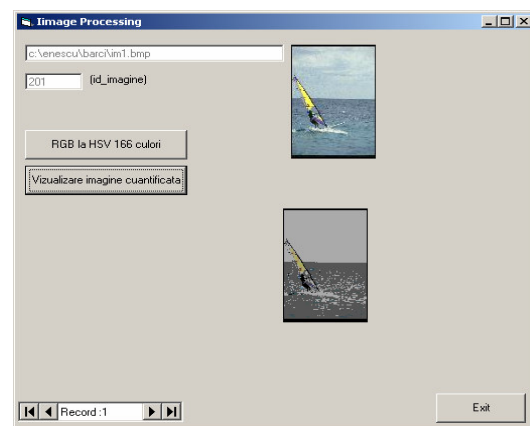 Iimage Processing
c:\enescu\barci\im1.bmp
201 (id_imagine)
RGB la HSV 166 culori
Vizualizare imagine cuantificata
Record :1
Exit